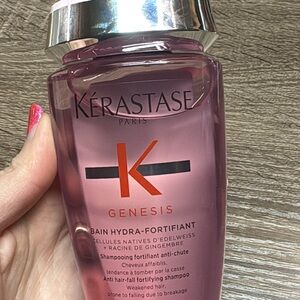 KÉRASTASE
PARIS
K
GENESIS
BAIN HYDRA-FORTIFIANT
CELLULES NATIVES D'EDELWEISS
+ RACINE DE GINGEMBRE
Shampooing fortifiant anti-chute
Cheveux affaiblis,
tendance à tomber par la casse
Anti hair-fall fortifying shampoo
Weakened hair,
prone to falling due to breakage